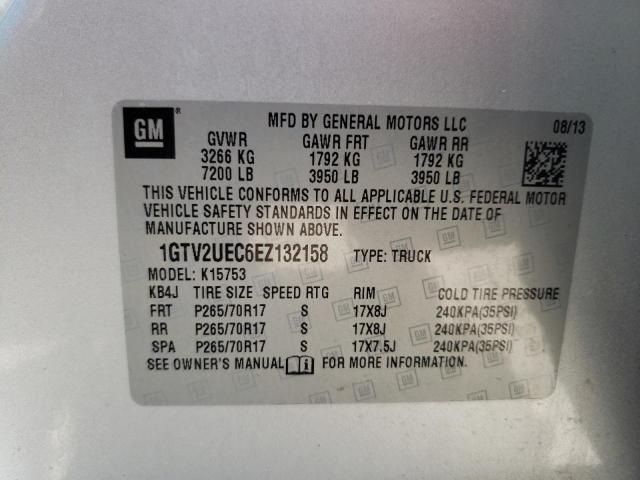 GM ®
MFD BY GENERAL MOTORS LLC 08/13
GVWR GAWR FRT GAWR RR
3266 KG 1792 KG 1792 KG
7200 LB 3950 LB 3950 LB
THIS VEHICLE CONFORMS TO ALL APPLICABLE U.S. FEDERAL MOTOR
VEHICLE SAFETY STANDARDS IN EFFECT ON THE DATE OF
MANUFACTURE SHOWN ABOVE.
1GTV2UEC6EZ132158 TYPE: TRUCK
MODEL: K15753
KB4J TIRE SIZE SPEED RTG RIM COLD TIRE PRESSURE
FRT P265/70R17 S 17X8J 240KPA(35PSI)
RR P265/70R17 S 17X8J 240KPA(35PSI)
SPA P265/70R17 S 17X7.5J 240KPA(35PSI)
SEE OWNER'S MANUAL i FOR MORE INFORMATION.